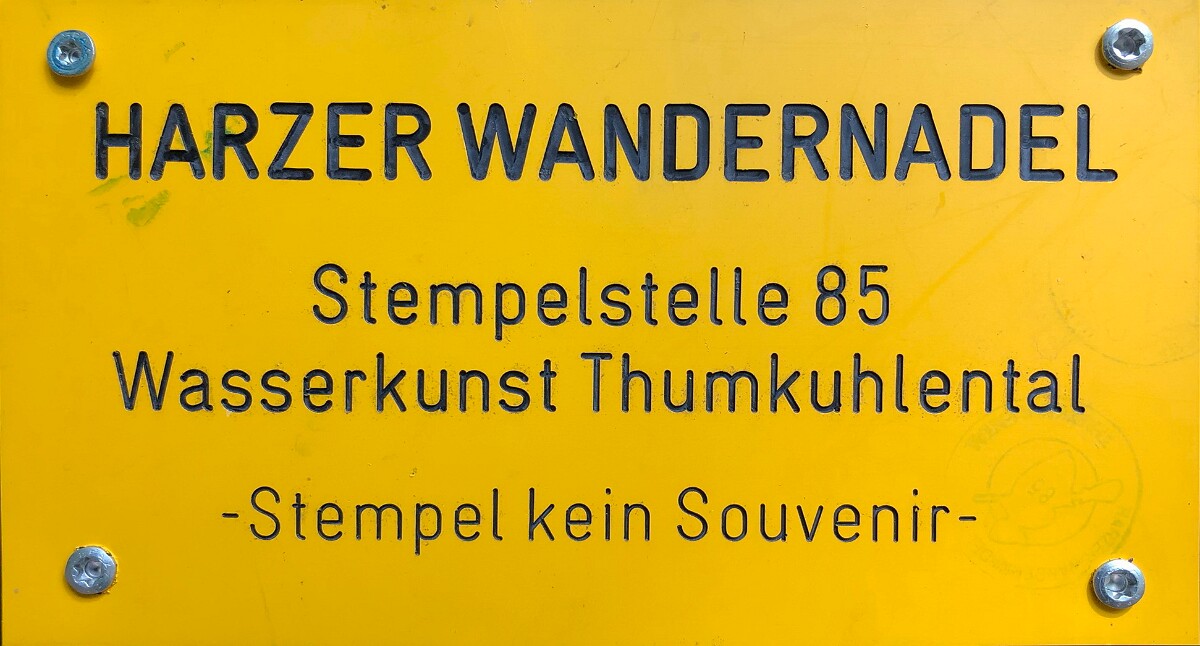 HARZER WANDERNADEL
Stempelstelle 85
Wasserkunst Thumkuhlental
-Stempel kein Souvenir-